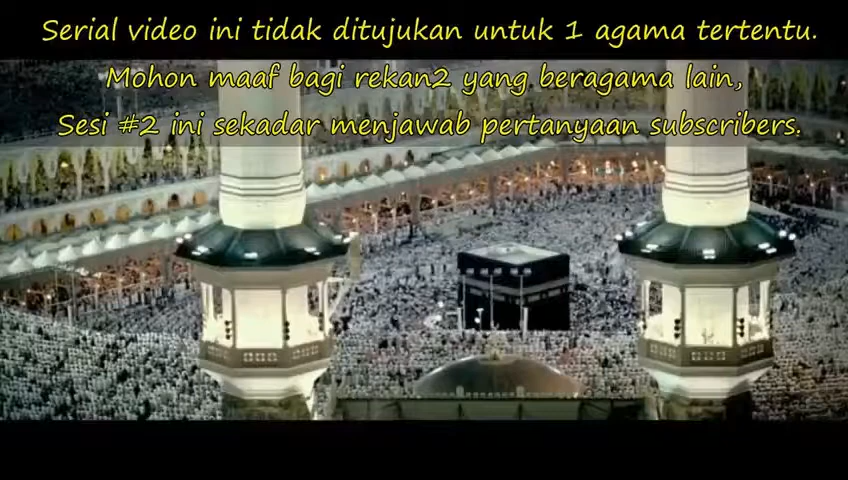 Serial video ini tidak ditujukan untuk 1 agama tertentu.
Mohon maaf bagi rekan2 yang beragama lain,
Sesi #2 ini sekadar menjawab pertanyaan subscribers.